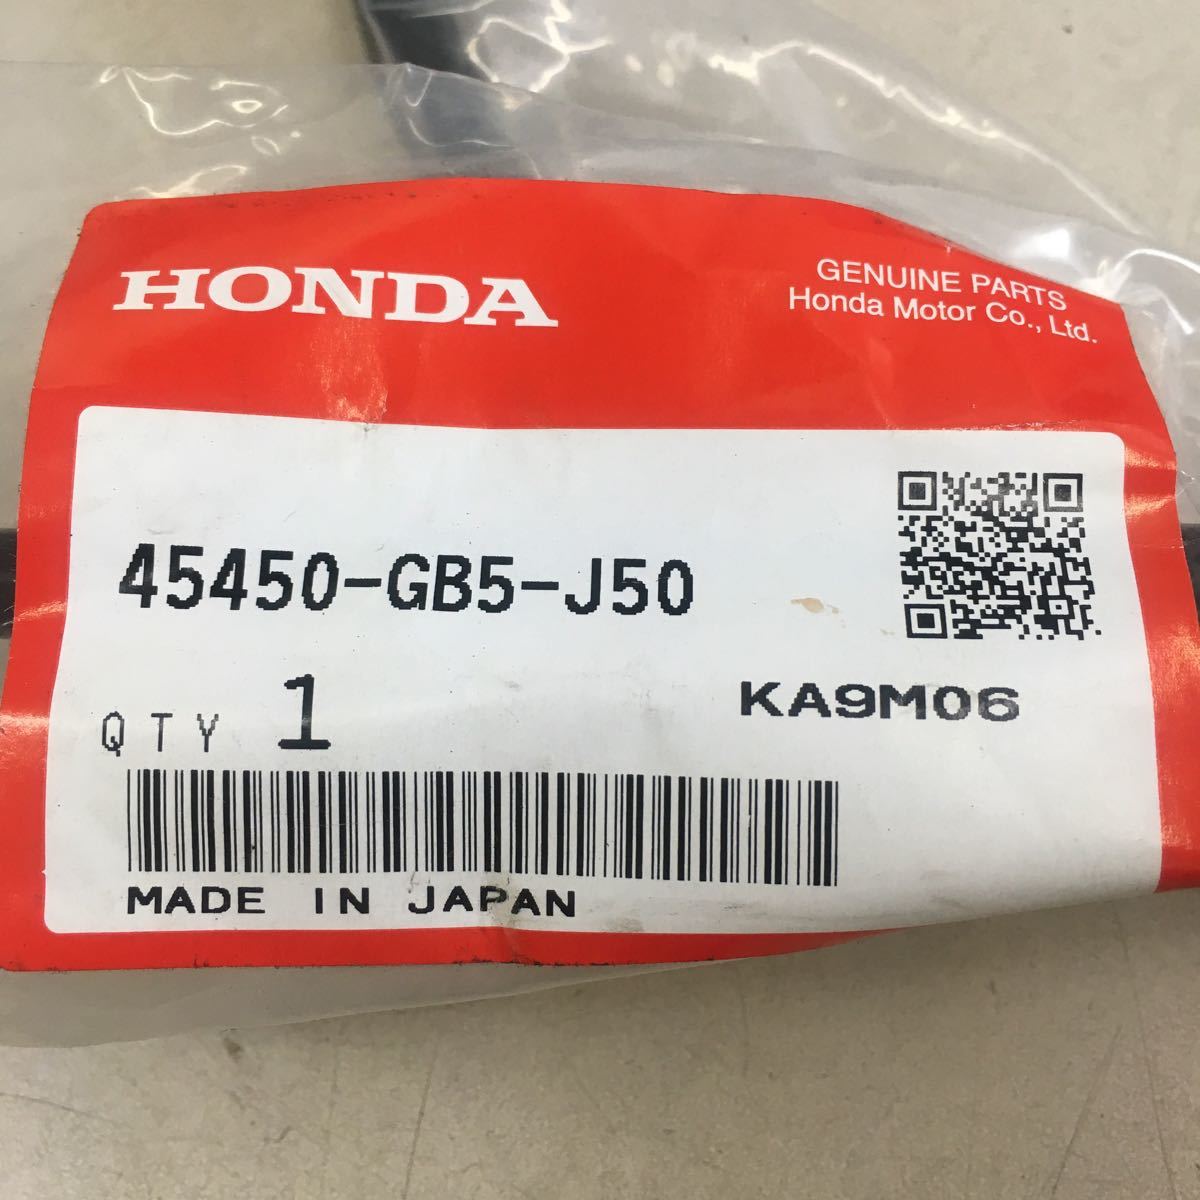 HONDA
GENUINE PARTS
Honda Motor Co., Ltd.
45450-GB5-J50
QTY 1
KA9M06
MADE IN JAPAN